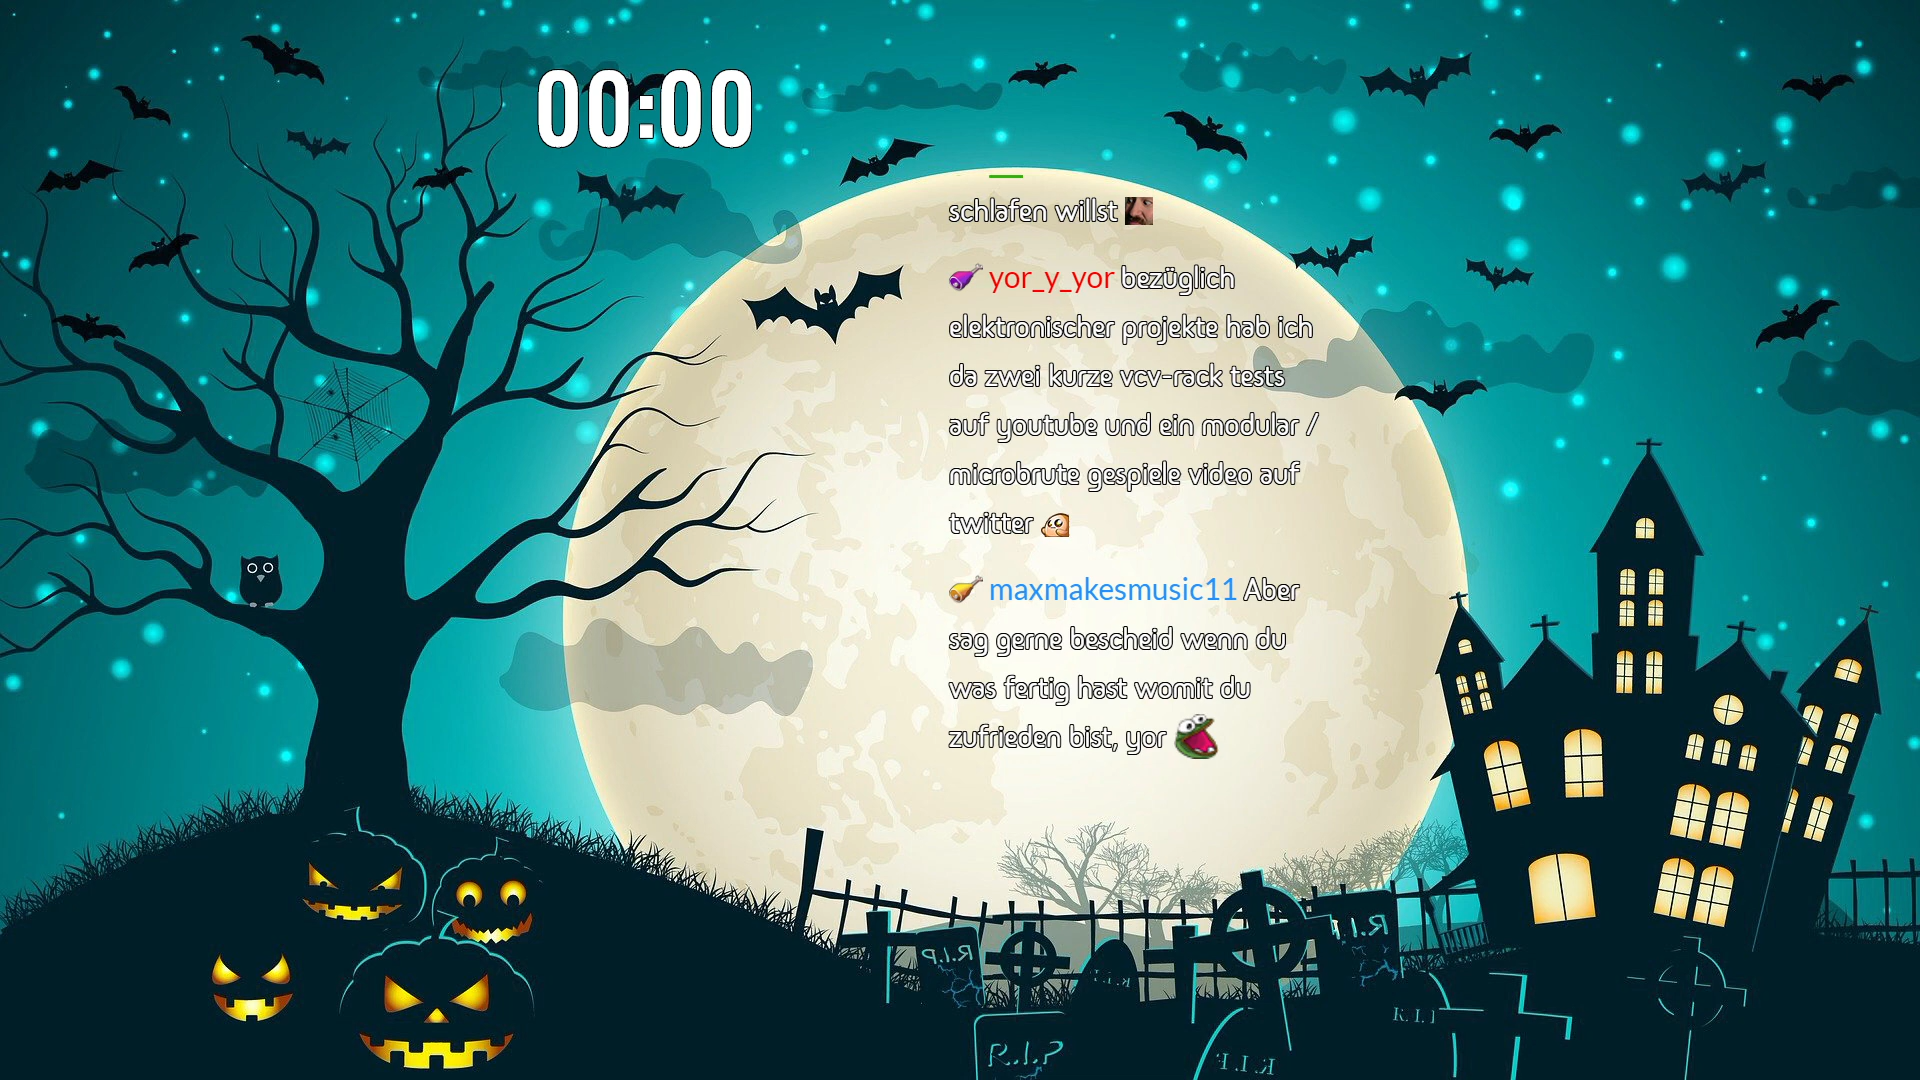 00:00
schlafen willst
yor_y_yor bezüglich
elektronischer projekte hab ich
da zwei kurze vcv-rack tests
auf youtube und ein modular /
microbrute gespiele video auf
twitter
maxmakesmusic11 Aber
sag gerne bescheid wenn du
was fertig hast womit du
zufrieden bist, yor
R.I.P
R.I.P
R.I.P
R.I.P